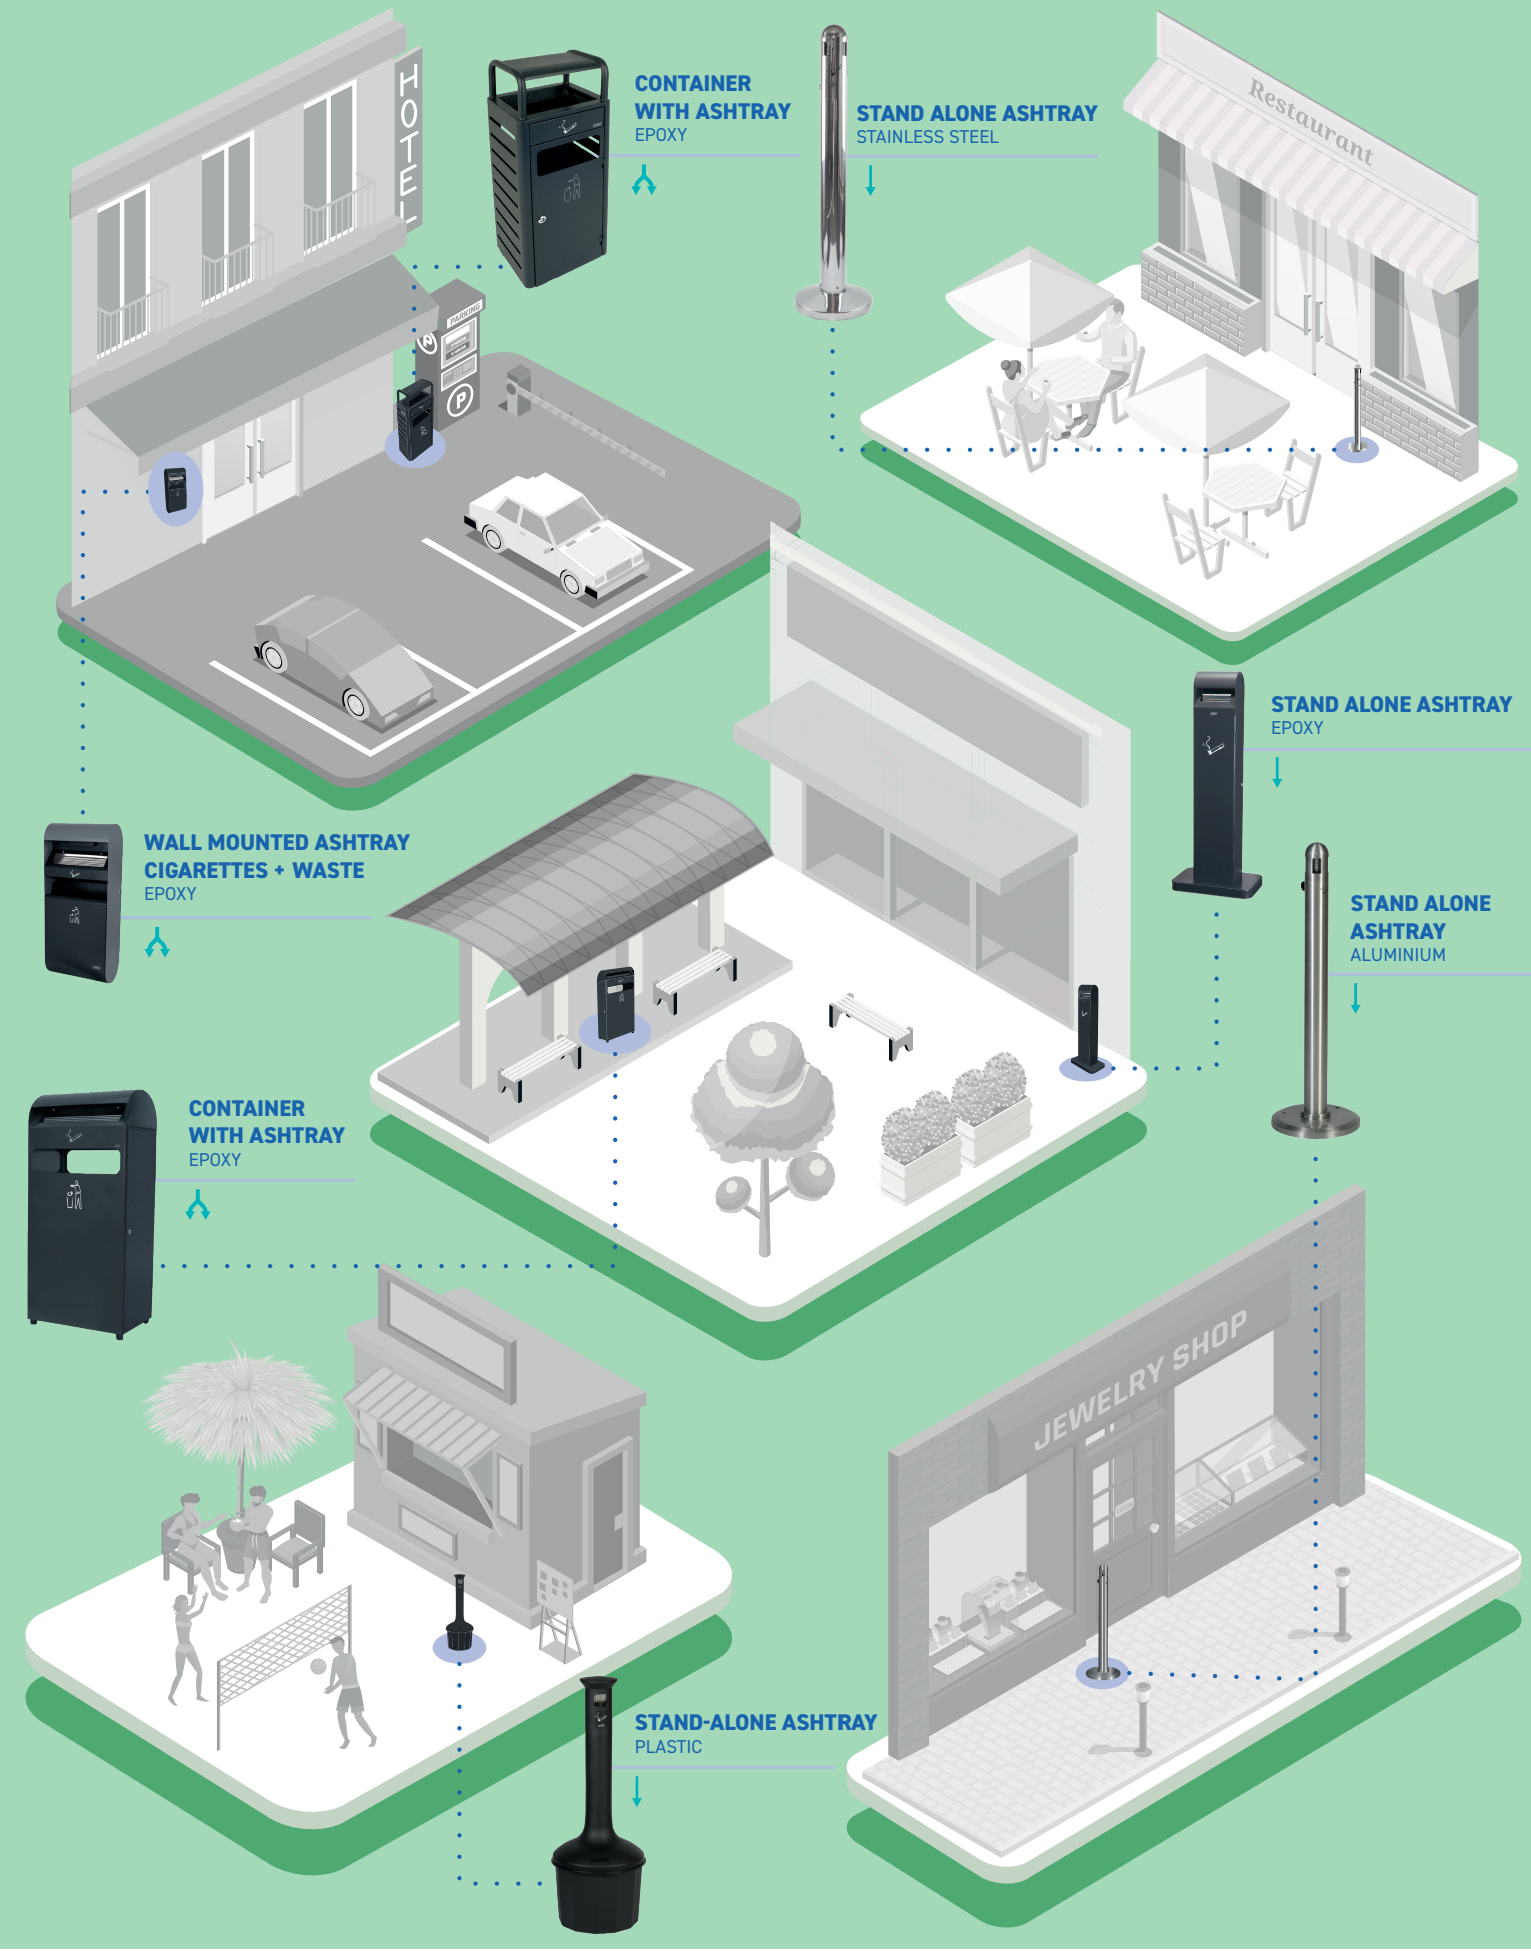 HOTEL
CONTAINER
WITH ASHTRAY
EPOXY
STAND ALONE ASHTRAY
STAINLESS STEEL
Restaurant
PARKING
P
P
STAND ALONE ASHTRAY
EPOXY
WALL MOUNTED ASHTRAY
CIGARETTES + WASTE
EPOXY
STAND ALONE
ASHTRAY
ALUMINIUM
CONTAINER
WITH ASHTRAY
EPOXY
JEWELRY SHOP
OPEN
STAND-ALONE ASHTRAY
PLASTIC